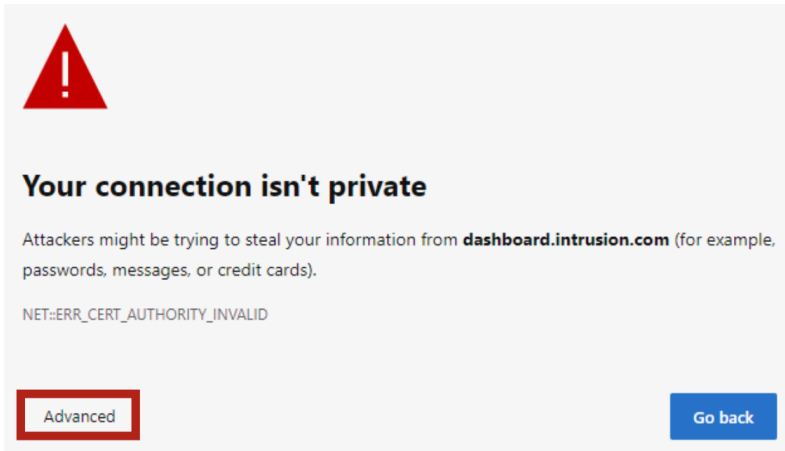 !
Your connection isn't private
Attackers might be trying to steal your information from dashboard.intrusion.com (for example,
passwords, messages, or credit cards).
NET::ERR_CERT_AUTHORITY_INVALID
Advanced
Go back